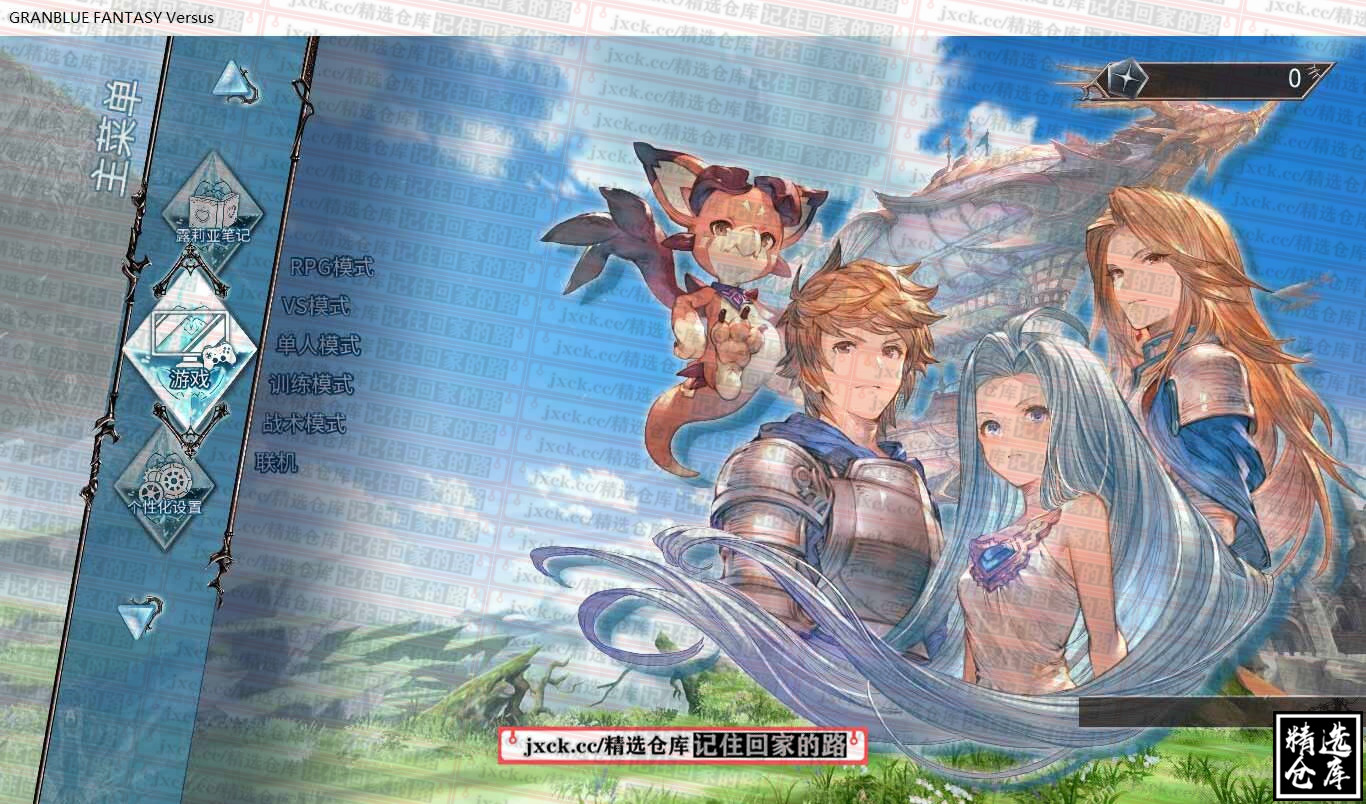 GRANBLUE FANTASY Versus
主菜单
0
露莉亚笔记
游戏
个性化设置
RPG模式
VS模式
单人模式
训练模式
战术模式
联机
jxck.cc/精选仓库记住回家的路
精选
仓库